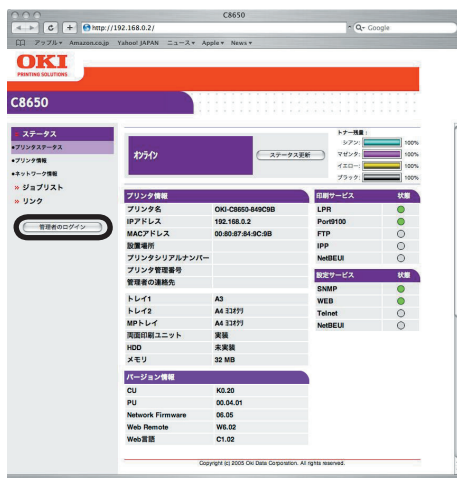 C8650
http://192.168.0.2/
Q- Google
アップル▾ Amazon.co.jp Yahoo! JAPAN ニュース▾ Apple▾ News▾
OKI
PRINTING SOLUTIONS
C8650
ステータス
•プリンタステータス
•プリンタ情報
•ネットワーク情報
» ジョブリスト
» リンク
管理者のログイン
オンライン
ステータス更新
トナー残量:
シアン: 100%
マゼンタ: 100%
イエロー: 100%
ブラック: 100%
プリンタ情報
プリンタ名 OKI-C8650-849C9B
IPアドレス 192.168.0.2
MACアドレス 00:80:87:84:9C:9B
設置場所
プリンタシリアルナンバー
プリンタ管理番号
管理者の連絡先
トレイ1 A3
トレイ2 A4 ヨコオクリ
MPトレイ A4 ヨコオクリ
両面印刷ユニット 実装
HDD 未実装
メモリ 32 MB
バージョン情報
CU K0.20
PU 00.04.01
Network Firmware 06.05
Web Remote W6.02
Web言語 C1.02
印刷サービス 状態
LPR
Port9100
FTP
IPP
NetBEUI
設定サービス 状態
SNMP
WEB
Telnet
NetBEUI
Copyright (c) 2005 Oki Data Corporation. All rights reserved.